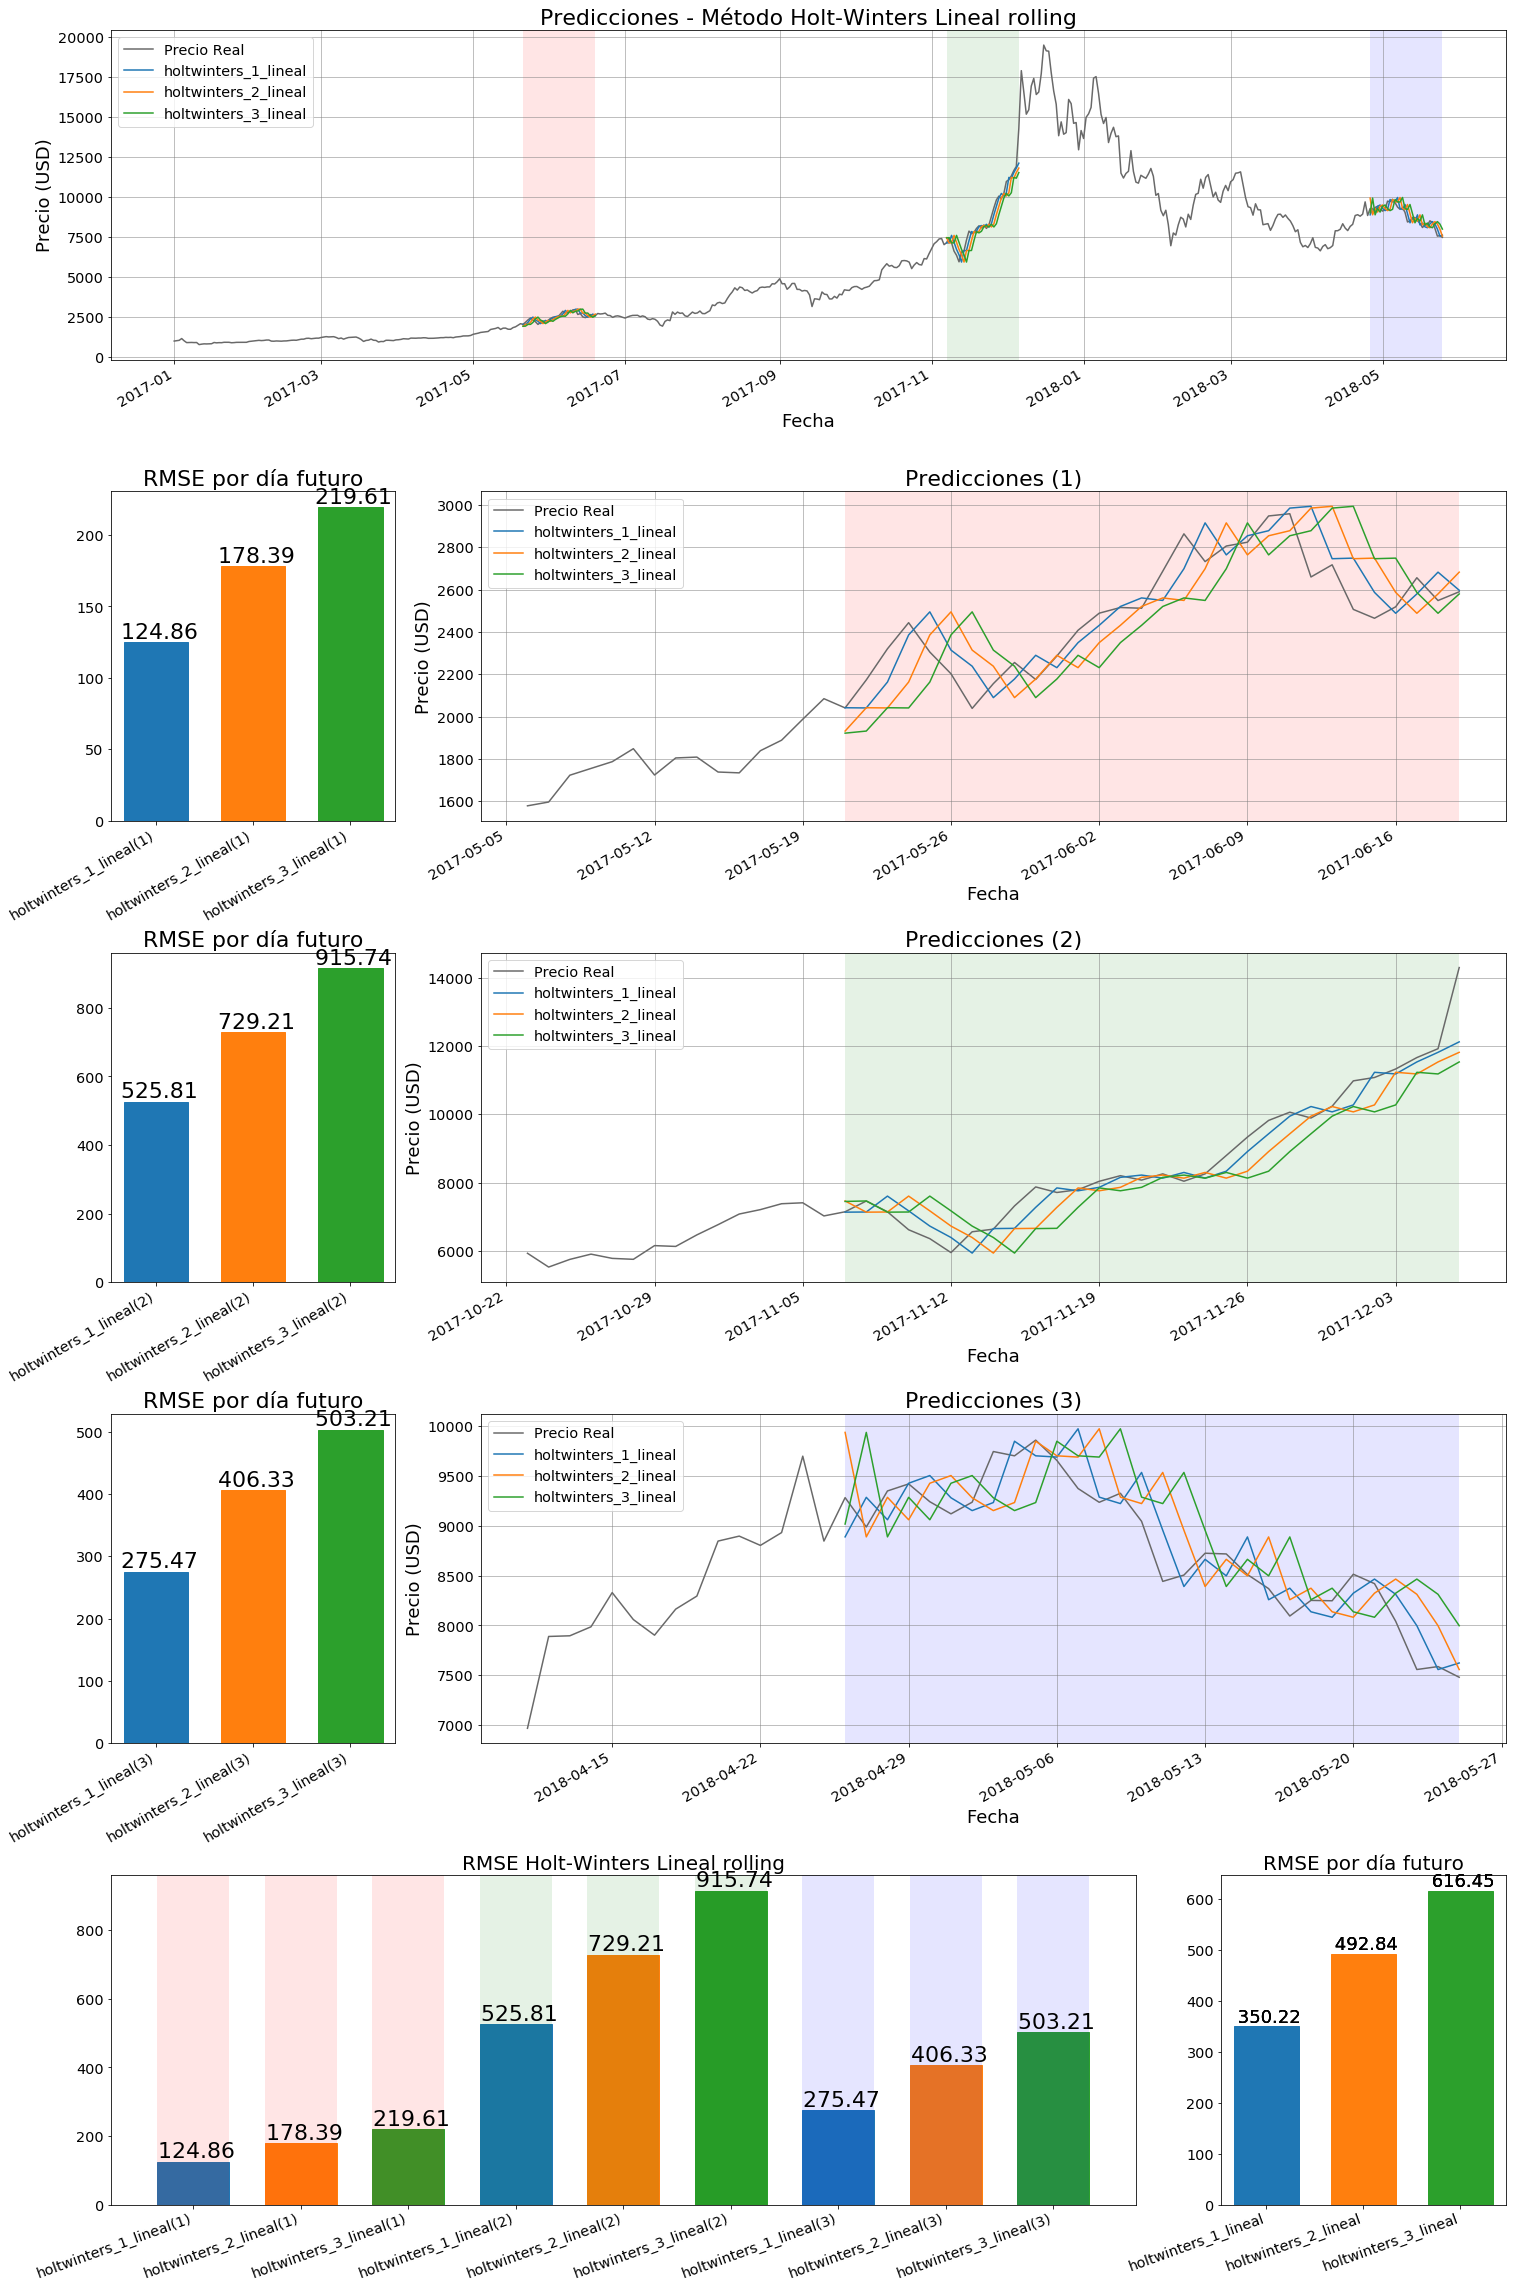 Predicciones - Método Holt-Winters Lineal rolling
Precio Real
holtwinters_1_lineal
holtwinters_2_lineal
holtwinters_3_lineal
Precio (USD)
20000
17500
15000
12500
10000
7500
5000
2500
0
2017-01
2017-03
2017-05
2017-07
2017-09
2017-11
2018-01
2018-03
2018-05
Fecha
RMSE por día futuro
219.61
178.39
124.86
200
150
100
50
0
holtwinters_1_lineal(1)
holtwinters_2_lineal(1)
holtwinters_3_lineal(1)
Predicciones (1)
Precio Real
holtwinters_1_lineal
holtwinters_2_lineal
holtwinters_3_lineal
Precio (USD)
3000
2800
2600
2400
2200
2000
1800
1600
2017-05-05
2017-05-12
2017-05-19
2017-05-26
2017-06-02
2017-06-09
2017-06-16
Fecha
RMSE por día futuro
915.74
729.21
525.81
800
600
400
200
0
holtwinters_1_lineal(2)
holtwinters_2_lineal(2)
holtwinters_3_lineal(2)
Predicciones (2)
Precio Real
holtwinters_1_lineal
holtwinters_2_lineal
holtwinters_3_lineal
Precio (USD)
14000
12000
10000
8000
6000
2017-10-22
2017-10-29
2017-11-05
2017-11-12
2017-11-19
2017-11-26
2017-12-03
Fecha
RMSE por día futuro
503.21
406.33
275.47
500
400
300
200
100
0
holtwinters_1_lineal(3)
holtwinters_2_lineal(3)
holtwinters_3_lineal(3)
Predicciones (3)
Precio Real
holtwinters_1_lineal
holtwinters_2_lineal
holtwinters_3_lineal
Precio (USD)
10000
9500
9000
8500
8000
7500
7000
2018-04-15
2018-04-22
2018-04-29
2018-05-06
2018-05-13
2018-05-20
2018-05-27
Fecha
RMSE Holt-Winters Lineal rolling
800
600
400
200
0
124.86
178.39
219.61
525.81
729.21
915.74
275.47
406.33
503.21
holtwinters_1_lineal(1)
holtwinters_2_lineal(1)
holtwinters_3_lineal(1)
holtwinters_1_lineal(2)
holtwinters_2_lineal(2)
holtwinters_3_lineal(2)
holtwinters_1_lineal(3)
holtwinters_2_lineal(3)
holtwinters_3_lineal(3)
RMSE por día futuro
616.45
492.84
350.22
600
500
400
300
200
100
0
holtwinters_1_lineal
holtwinters_2_lineal
holtwinters_3_lineal